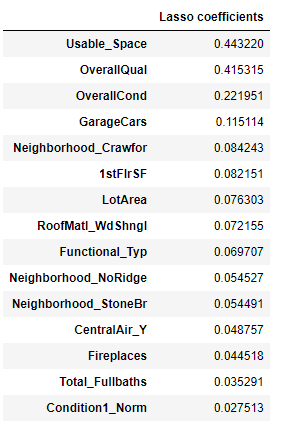 Lasso coefficients
Usable_Space 0.443220
OverallQual 0.415315
OverallCond 0.221951
GarageCars 0.115114
Neighborhood_Crawfor 0.084243
1stFlrSF 0.082151
LotArea 0.076303
RoofMatl_WdShngl 0.072155
Functional_Typ 0.069707
Neighborhood_NoRidge 0.054527
Neighborhood_StoneBr 0.054491
CentralAir_Y 0.048757
Fireplaces 0.044518
Total_Fullbaths 0.035291
Condition1_Norm 0.027513